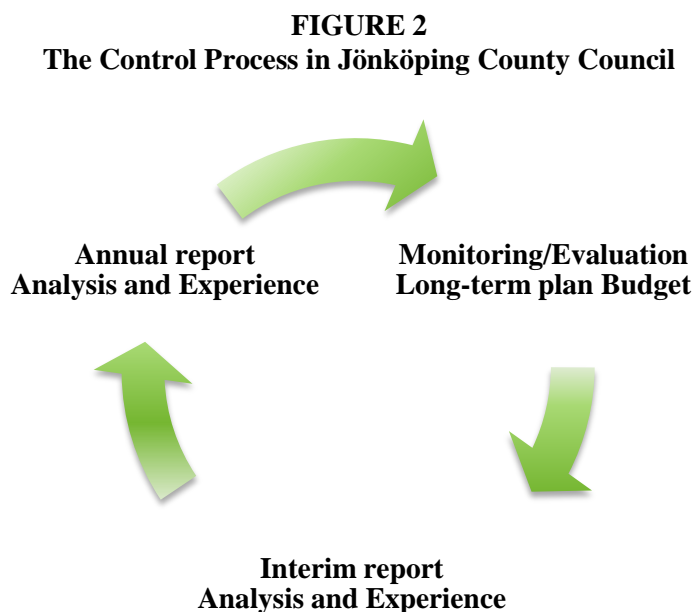 FIGURE 2
The Control Process in Jönköping County Council
Annual report
Analysis and Experience
Monitoring/Evaluation
Long-term plan Budget
Interim report
Analysis and Experience